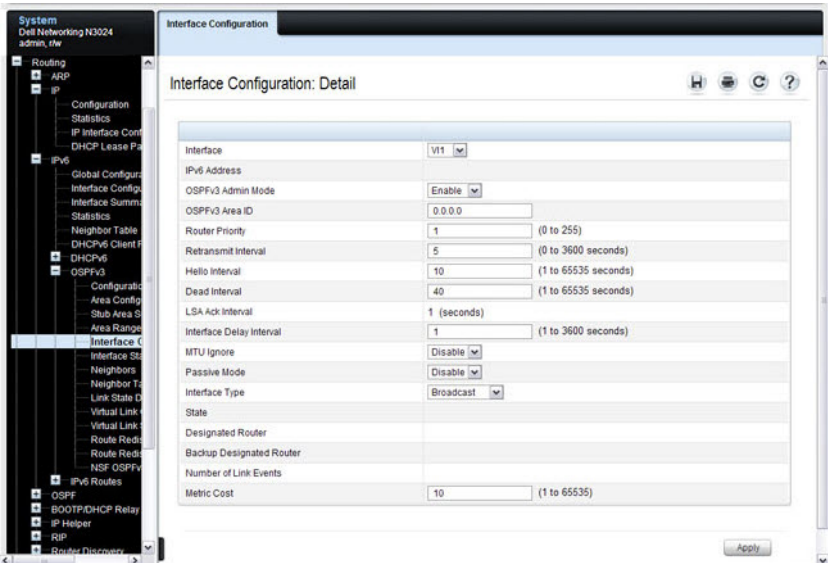 System
Dell Networking N3024
admin, r/w
Routing
ARP
IP
Configuration
Statistics
IP Interface Conf
DHCP Lease Pa
IPv6
Global Configura
Interface Configu
Interface Summa
Statistics
Neighbor Table
DHCPv6 Client P
DHCPv6
OSPFv3
Configuratio
Area Config
Stub Area S
Area Range
Interface C
Interface Sta
Neighbors
Neighbor Ta
Link State D
Virtual Link
Virtual Link S
Route Redis
Route Redis
NSF OSPFv
IPv6 Routes
OSPF
BOOTP/DHCP Relay
IP Helper
RIP
Router Discovery
Interface Configuration
Interface Configuration: Detail
Interface Vl1
IPv6 Address
OSPFv3 Admin Mode Enable
OSPFv3 Area ID 0.0.0.0
Router Priority 1 (0 to 255)
Retransmit Interval 5 (0 to 3600 seconds)
Hello Interval 10 (1 to 65535 seconds)
Dead Interval 40 (1 to 65535 seconds)
LSA Ack Interval 1 (seconds)
Interface Delay Interval 1 (1 to 3600 seconds)
MTU Ignore Disable
Passive Mode Disable
Interface Type Broadcast
State
Designated Router
Backup Designated Router
Number of Link Events
Metric Cost 10 (1 to 65535)
Apply